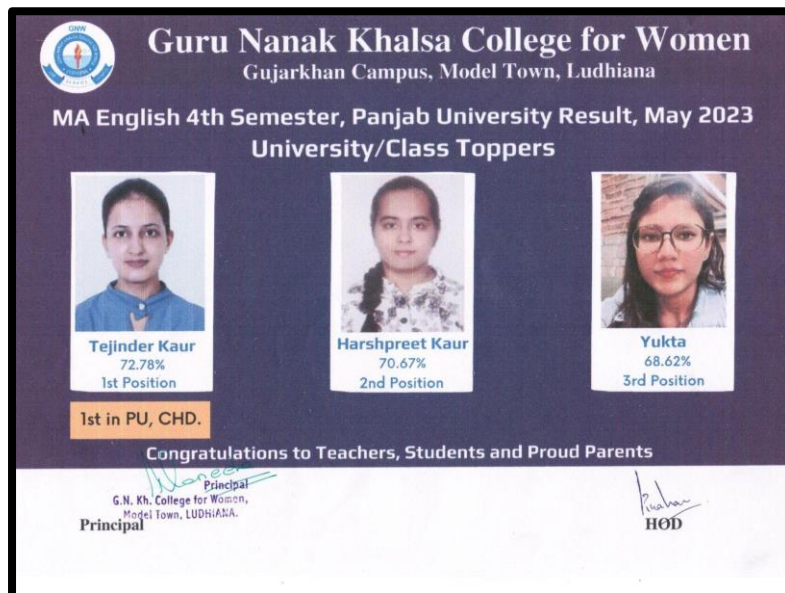 GNW
Guru Nanak Khalsa College for Women
Gujarkhan Campus, Model Town, Ludhiana
MA English 4th Semester, Panjab University Result, May 2023
University/Class Toppers
Tejinder Kaur
72.78%
1st Position
Harshpreet Kaur
70.67%
2nd Position
Yukta
68.62%
3rd Position
1st in PU, CHD.
Congratulations to Teachers, Students and Proud Parents
Principal
G.N. Kh. College for Women,
Model Town, LUDHIANA.
Principal
HOD